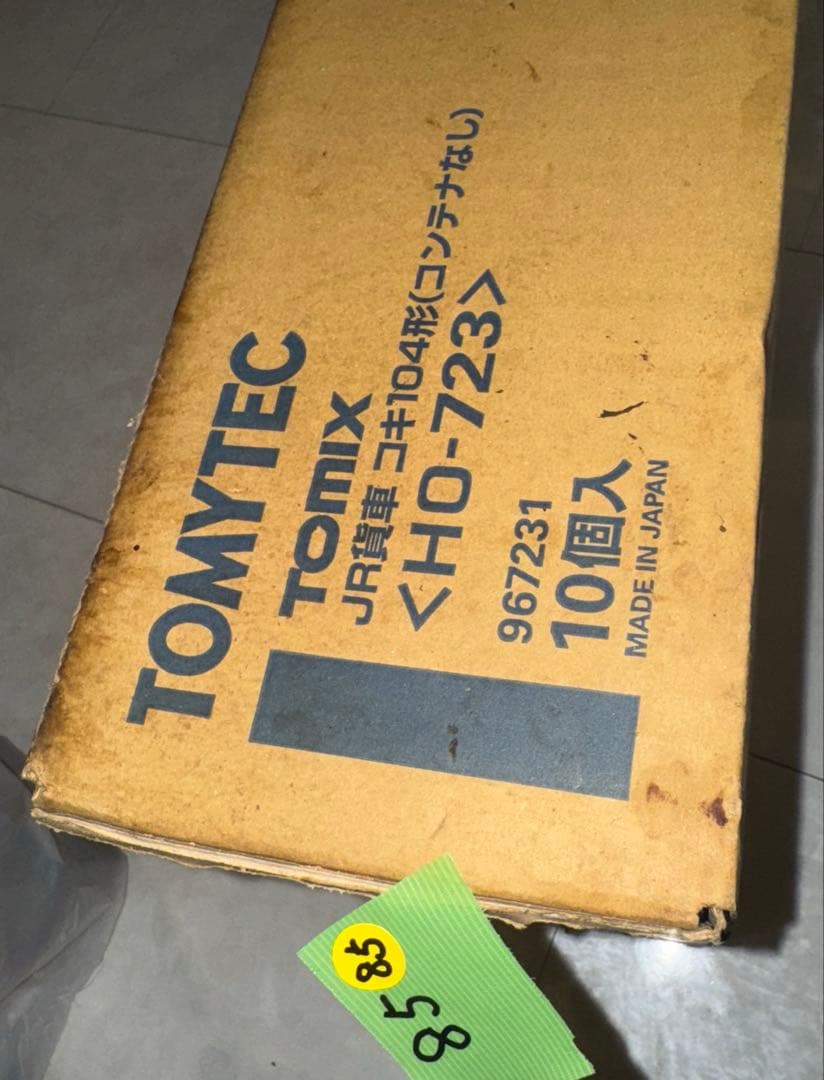 TOMYTEC
TOMIX
JR貨車 コキ104形(コンテナなし)
<HO-723>
967231
10個入
MADE IN JAPAN
85
85